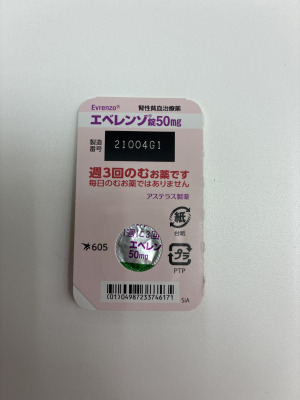 Evrenzo® 腎性貧血治療薬
エベレンゾ®錠50mg
製造番号 21004G1
週3回のむお薬です
毎日のむお薬ではありません
アステラス製薬
紙
台紙
605
週3回
エベレン
50mg
プラ
PTP
(01)04987233746171
SiA